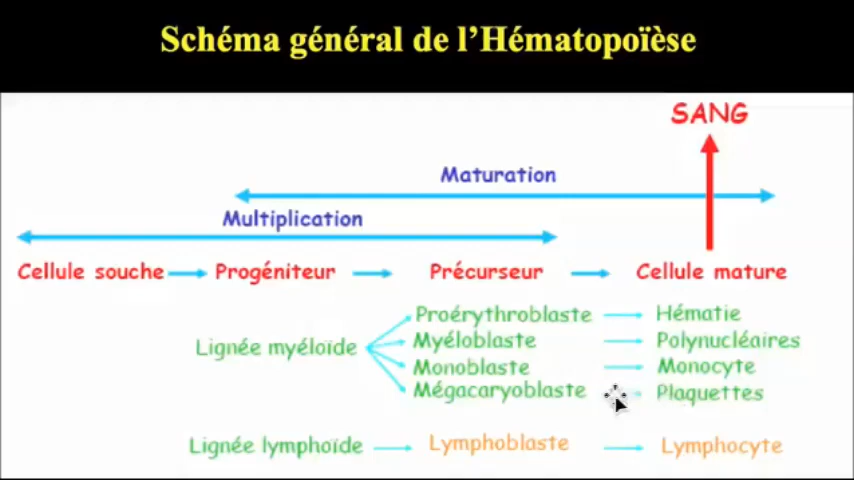 Schéma général de l'Hématopoïèse
SANG
Maturation
Multiplication
Cellule souche Progéniteur Précurseur Cellule mature
Proérythroblaste Hématie
Myéloblaste Polynucléaires
Lignée myéloïde
Monoblaste Monocyte
Mégacaryoblaste Plaquettes
Lignée lymphoïde Lymphoblaste Lymphocyte